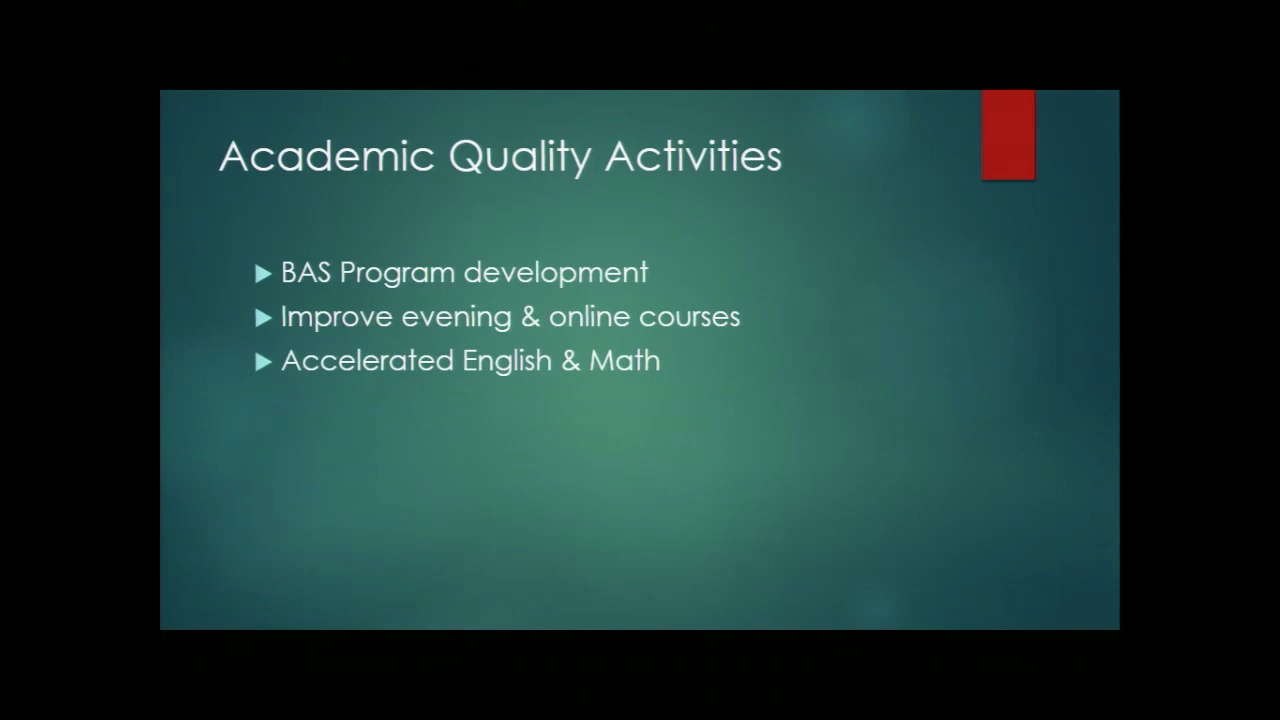 Academic Quality Activities
BAS Program development
Improve evening & online courses
Accelerated English & Math